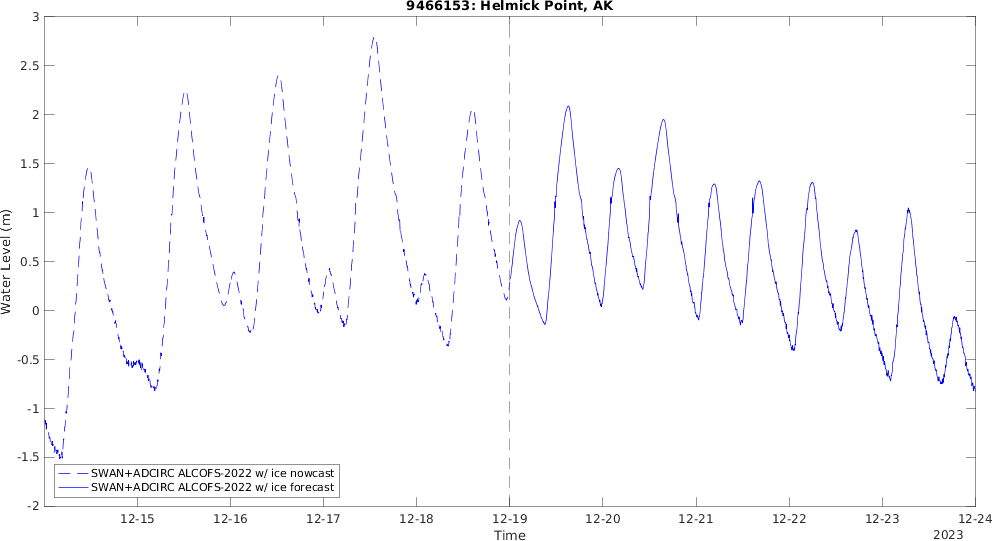 9466153: Helmick Point, AK
3
2.5
2
1.5
1
0.5
0
-0.5
-1
-1.5
-2
Water Level (m)
SWAN+ADCIRC ALCOFS-2022 w/ ice nowcast
SWAN+ADCIRC ALCOFS-2022 w/ ice forecast
12-15 12-16 12-17 12-18 12-19 12-20 12-21 12-22 12-23 12-24
Time
2023